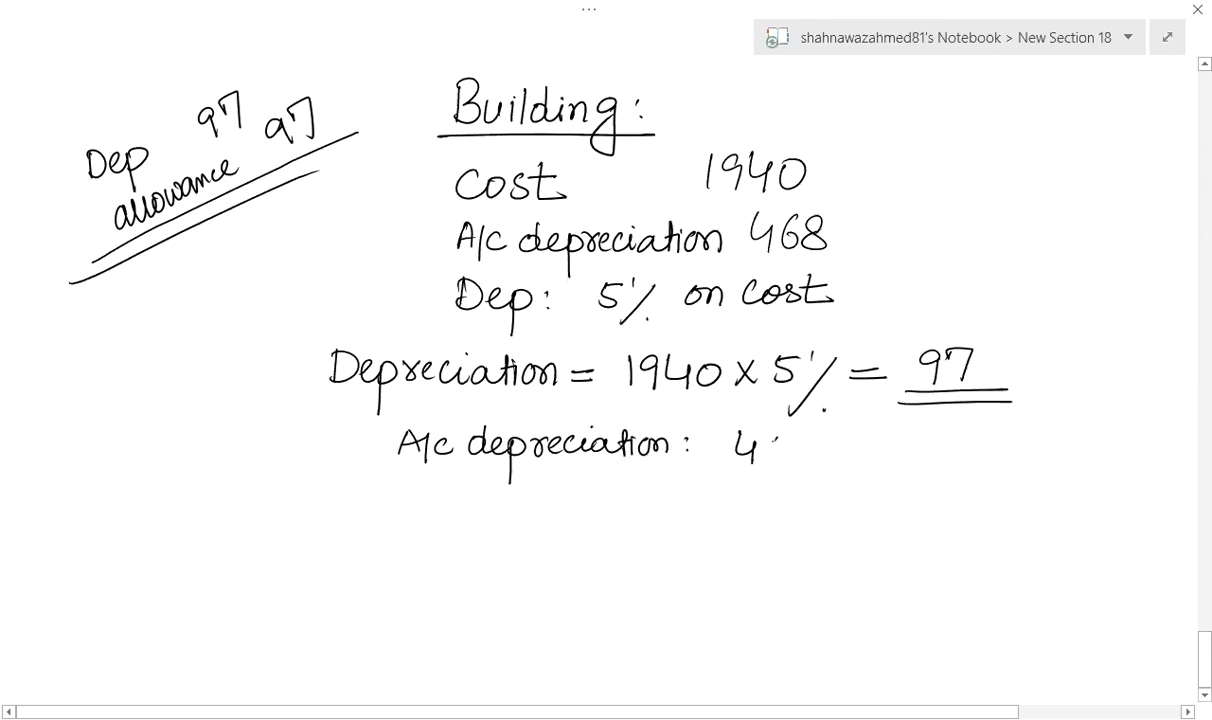 ...
shahnawazahmed81's Notebook > New Section 18
Dep 97 97
allowance
Building:
Cost 1940
A/c depreciation 468
Dep: 5% on cost
Depreciation = 1940 x 5% = 97
A/c depreciation: 4